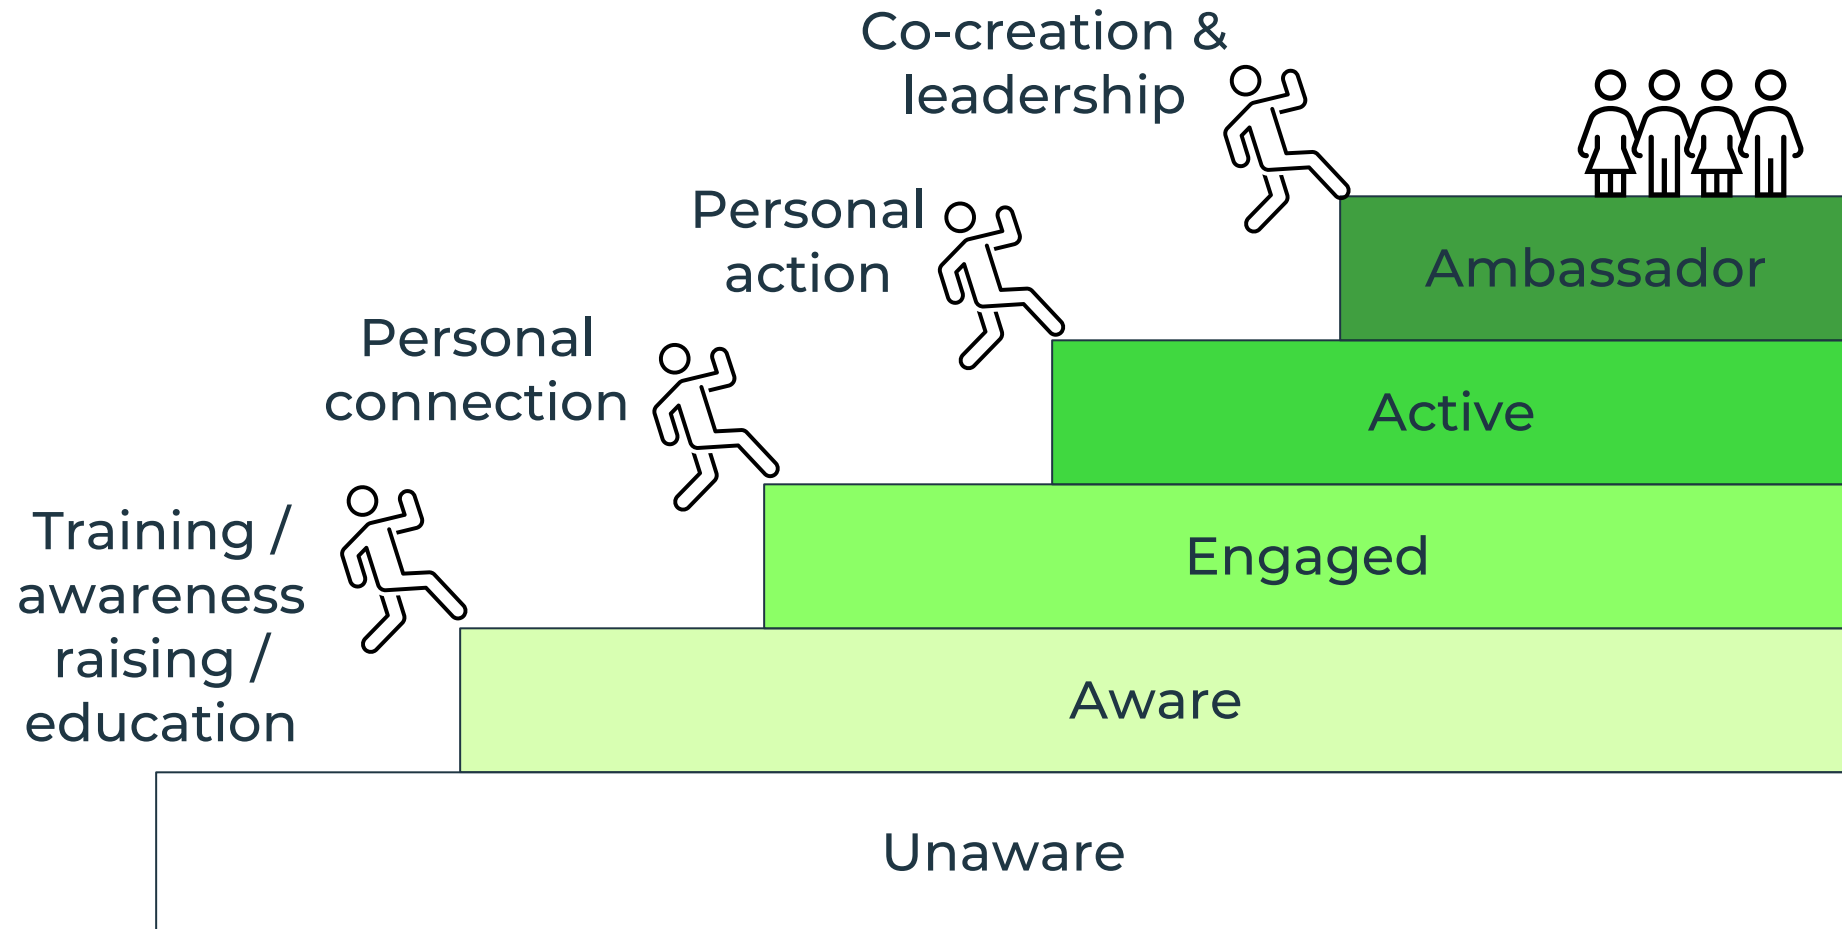 Co-creation &
leadership
Personal
action
Ambassador
Personal
connection
Active
Training /
awareness
raising /
education
Engaged
Aware
Unaware